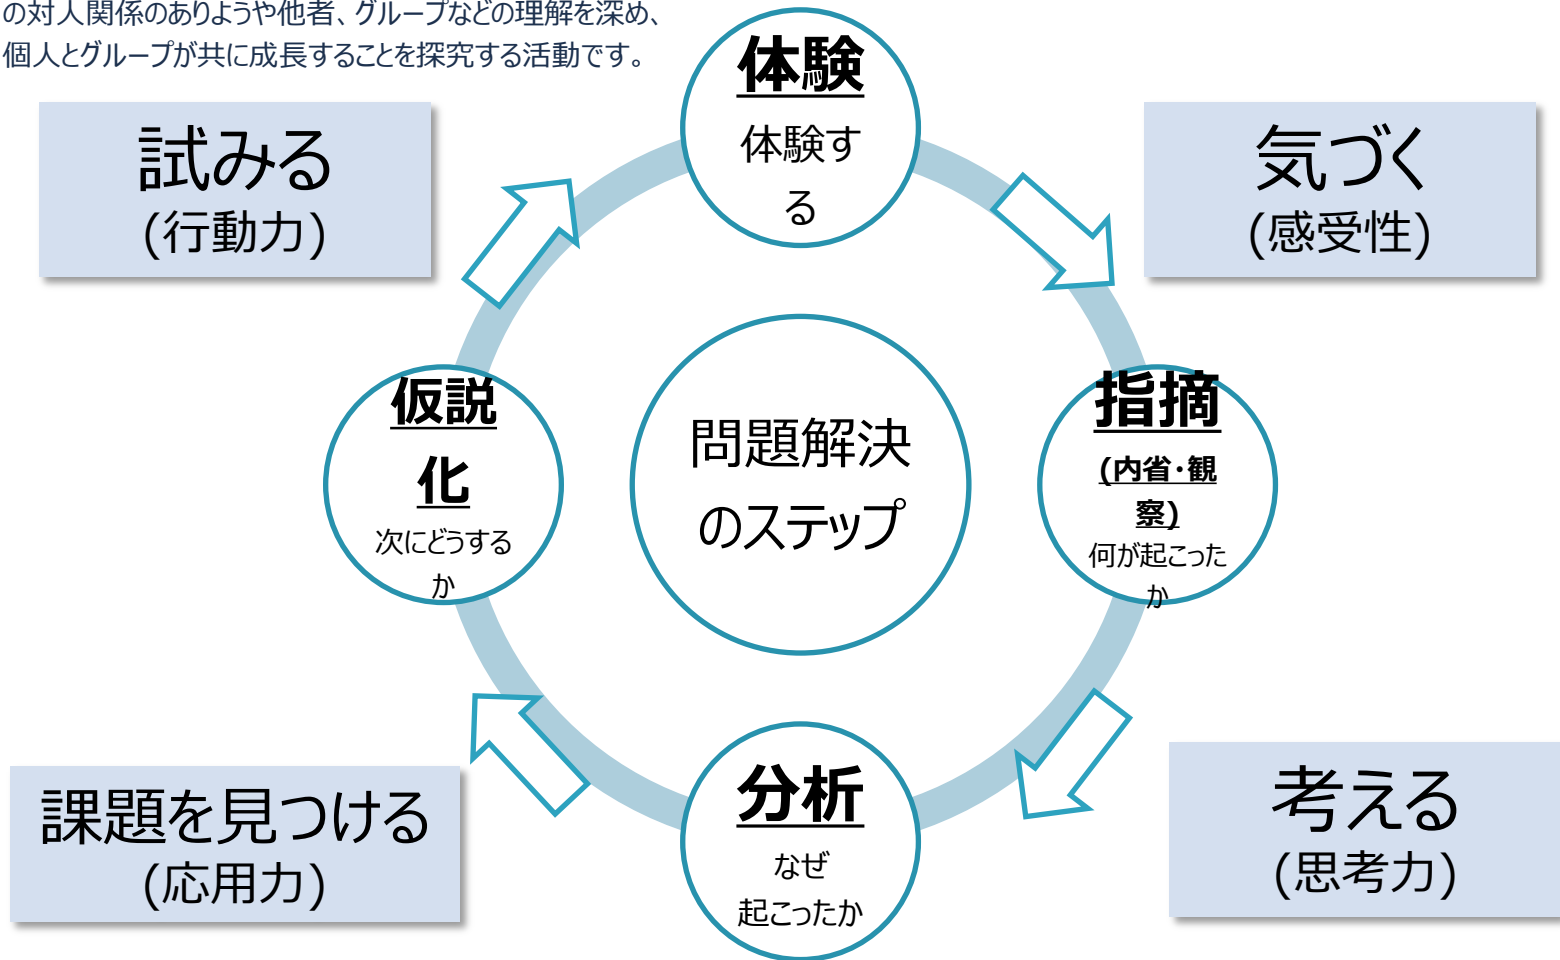 の対人関係のありようや他者、グループなどの理解を深め、
個人とグループが共に成長することを探究する活動です。
体験
体験す
る
試みる
(行動力)
気づく
(感受性)
仮説
化
次にどうする
か
問題解決
のステップ
指摘
(内省・観
察)
何が起こった
か
分析
なぜ
起こったか
課題を見つける
(応用力)
考える
(思考力)